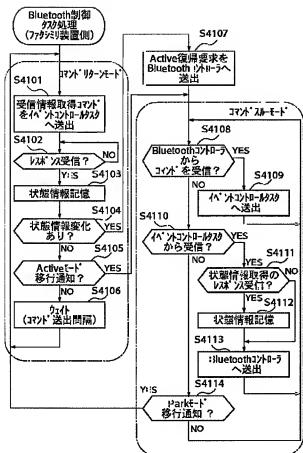 Bluetooth制御
タスク処理
(ファクシミリ装置側)
コマンドリターンモード
S4101
受信情報取得コマンド
をイベントコントロールタスク
へ送出
S4102
レスポンス受信?
NO
YES
S4103
状態情報記憶
S4104
状態情報変化
あり?
YES
NO
S4105
Activeモード
移行通知?
YES
NO
S4106
ウェイト
(コマンド送出間隔)
S4107
Active復帰要求を
Bluetoothコントローラ
へ送出
コマンドスルーモード
S4108
Bluetoothコントローラ
から
コマンドを受信?
YES
NO
S4109
イベントコントロールタスク
へ送出
S4110
イベントコントロールタスク
から受信?
YES
NO
S4111
状態情報取得の
レスポンス受信?
NO
YES
S4112
状態情報記憶
S4113
Bluetoothコントローラ
へ送出
S4114
Parkモード
移行通知?
YES
NO